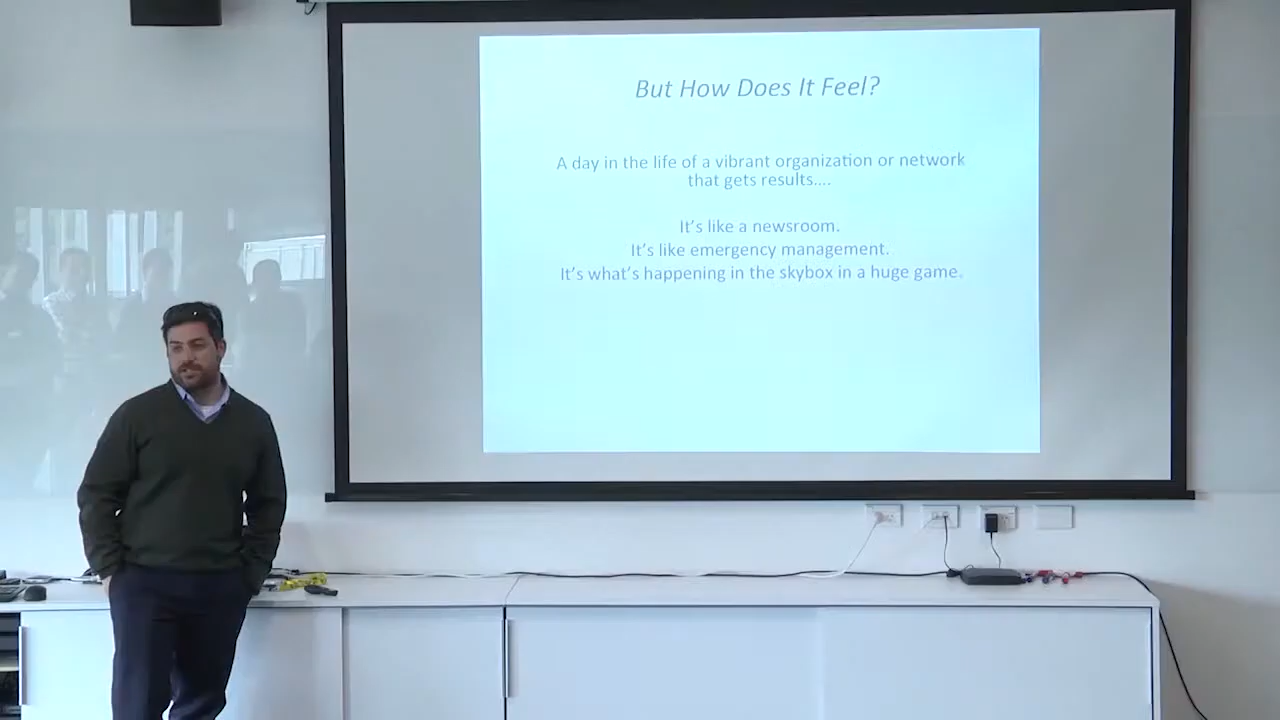 But How Does It Feel?
A day in the life of a vibrant organization or network
that gets results....
It's like a newsroom.
It's like emergency management.
It's what's happening in the skybox in a huge game.